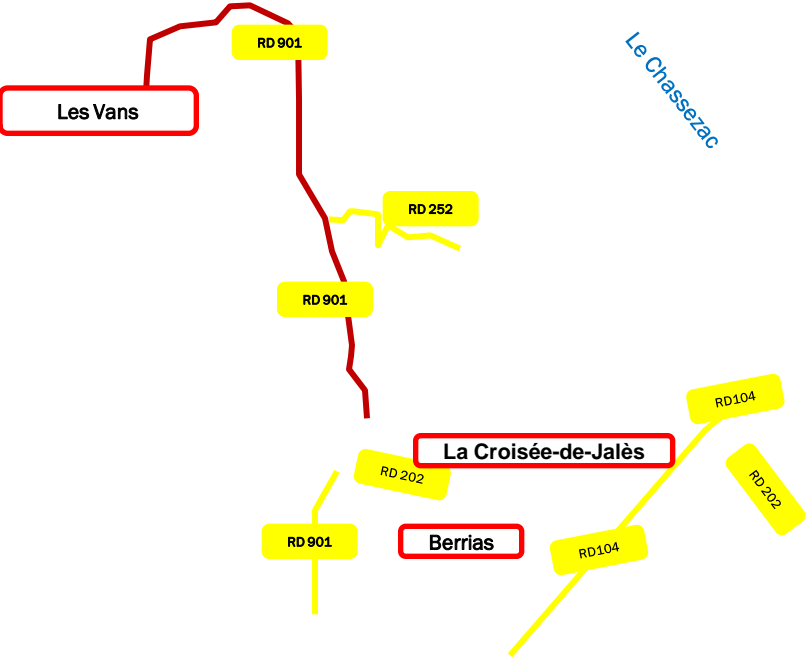 RD 901
Le Chassezac
Les Vans
RD 252
RD 901
RD104
La Croisée-de-Jalès
RD 202
RD 202
RD 901
Berrias
RD104